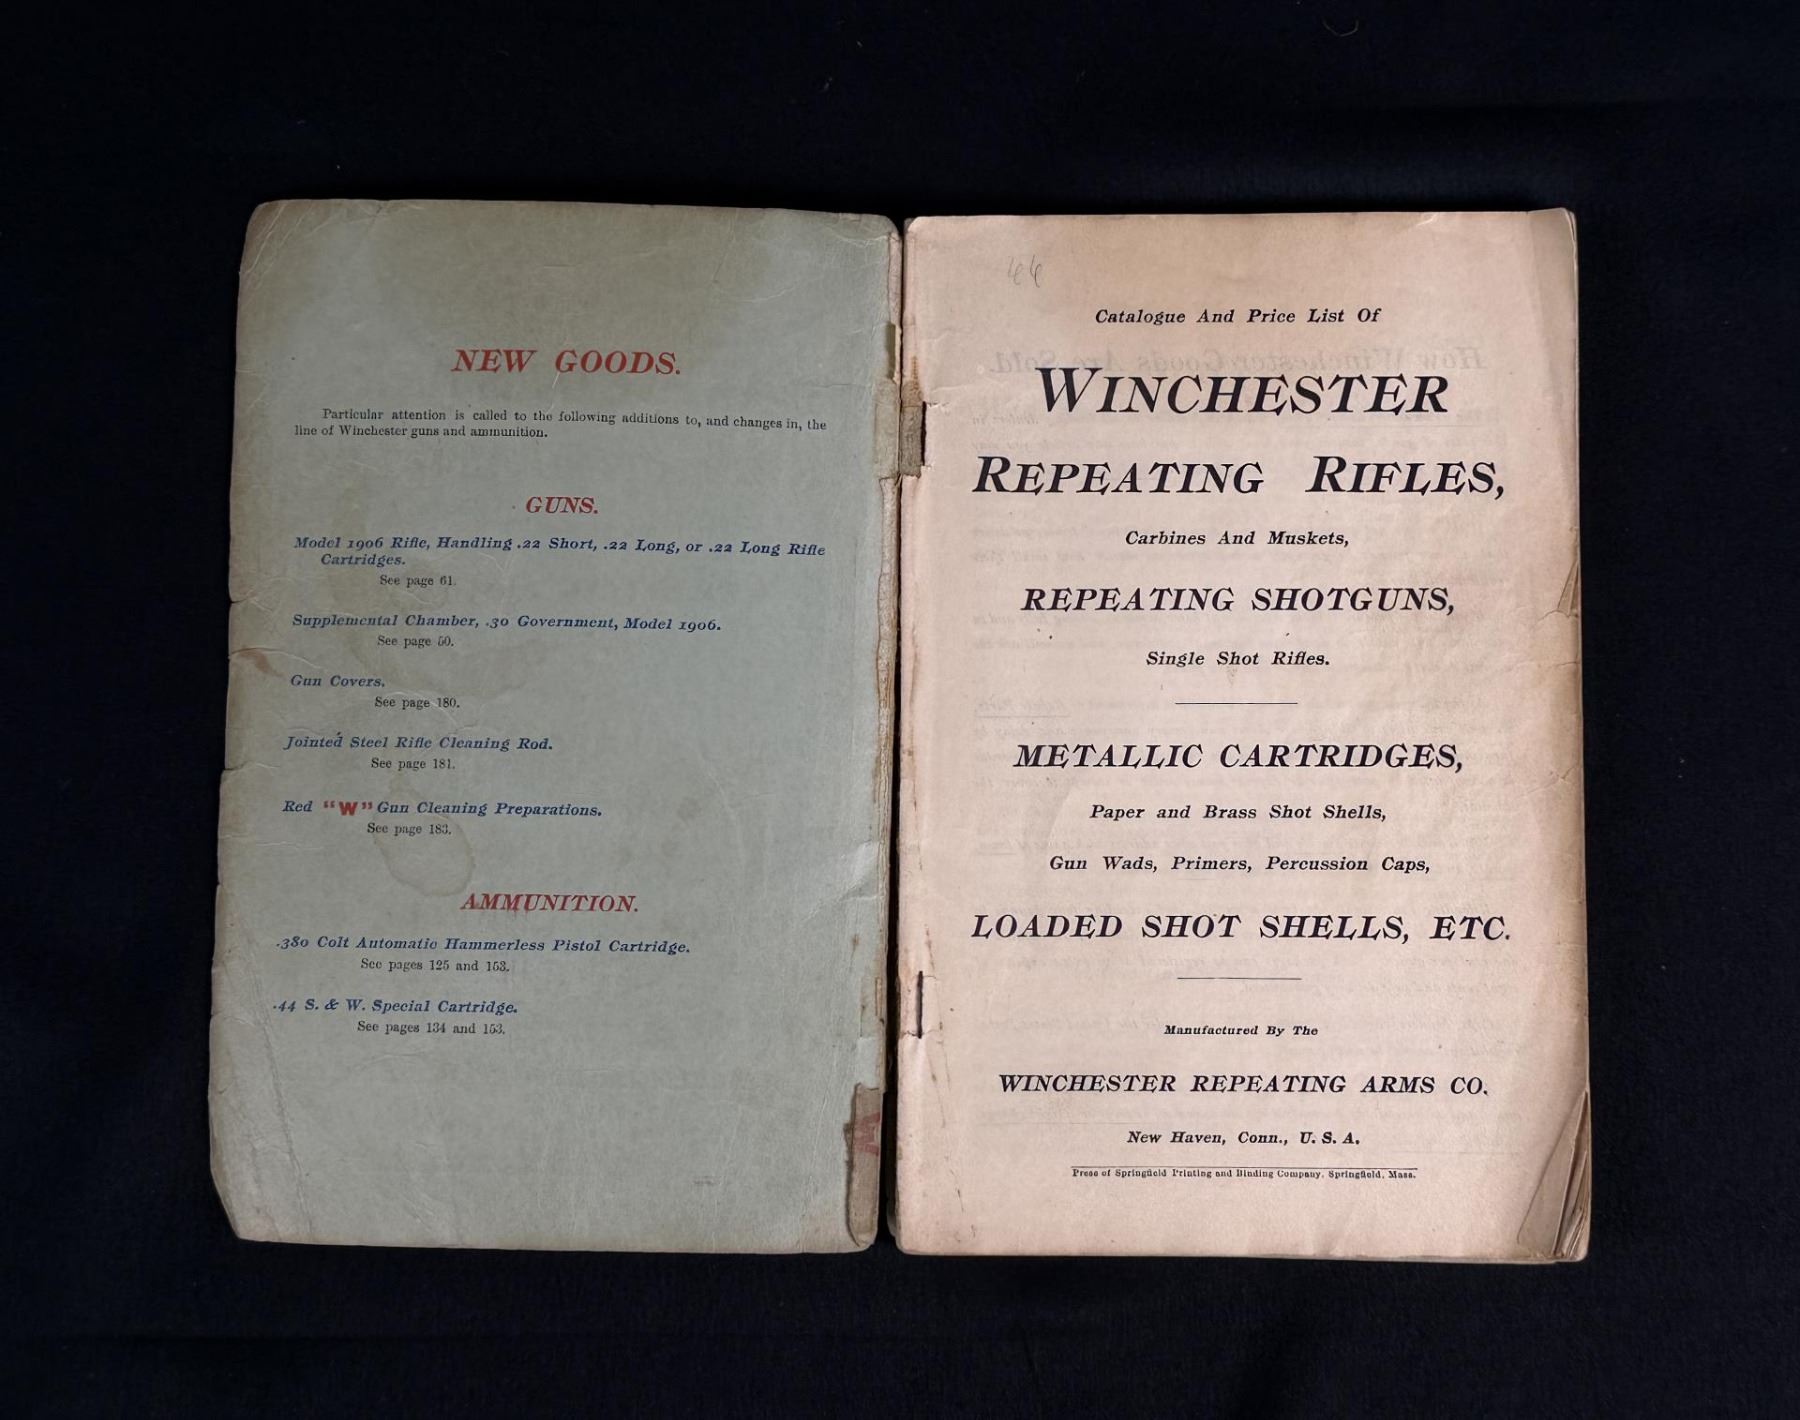 NEW GOODS.
Particular attention is called to the following additions to, and changes in, the
line of Winchester guns and ammunition.
GUNS.
Model 1906 Rifle, Handling .22 Short, .22 Long, or .22 Long Rifle
Cartridges.
See page 61.
Supplemental Chamber, .30 Government, Model 1906.
See page 50.
Gun Covers.
See page 180.
Jointed Steel Rifle Cleaning Rod.
See page 181.
Red "W" Gun Cleaning Preparations.
See page 183.
AMMUNITION.
.380 Colt Automatic Hammerless Pistol Cartridge.
See pages 125 and 153.
.44 S. & W. Special Cartridge.
See pages 134 and 153.
Catalogue And Price List Of
WINCHESTER
REPEATING RIFLES,
Carbines And Muskets,
REPEATING SHOTGUNS,
Single Shot Rifles.
METALLIC CARTRIDGES,
Paper and Brass Shot Shells,
Gun Wads, Primers, Percussion Caps,
LOADED SHOT SHELLS, ETC.
Manufactured By The
WINCHESTER REPEATING ARMS CO.
New Haven, Conn., U. S. A.
Press of Springfield Printing and Binding Company, Springfield, Mass.